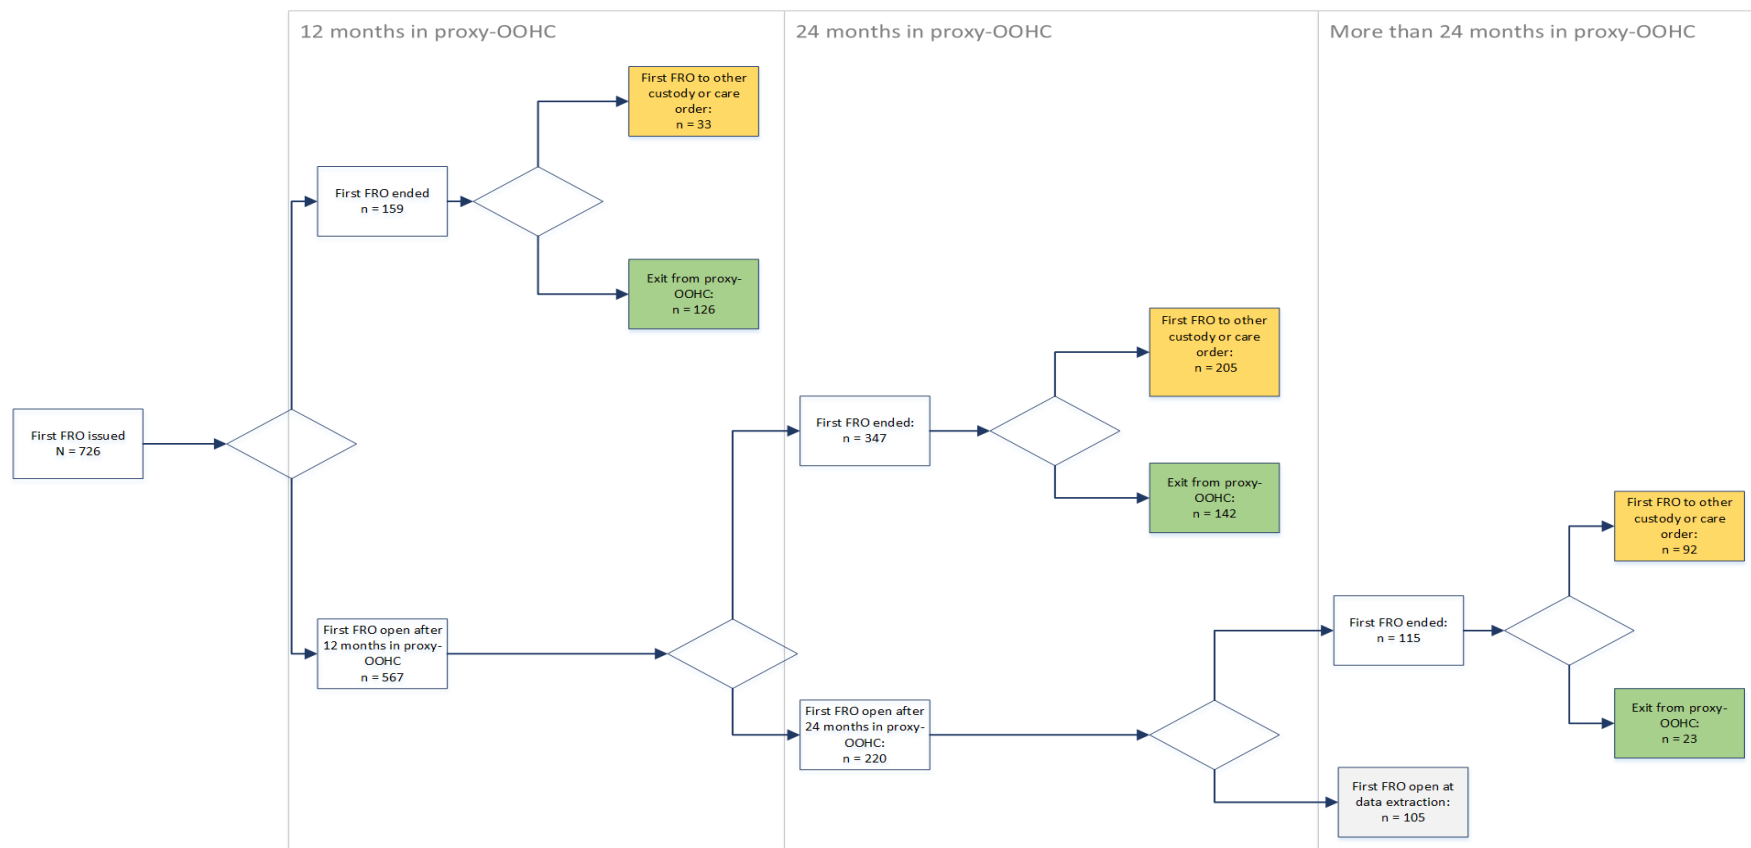 12 months in proxy-OOHC
24 months in proxy-OOHC
More than 24 months in proxy-OOHC
First FRO to other
custody or care
order:
n = 33
First FRO ended
n = 159
Exit from proxy-
OOHC:
n = 126
First FRO to other
custody or care
order:
n = 205
First FRO issued
N = 726
First FRO ended:
n = 347
Exit from proxy-
OOHC:
n = 142
First FRO to other
custody or care
order:
n = 92
First FRO open after
12 months in proxy-
OOHC
n = 567
First FRO ended:
n = 115
First FRO open after
24 months in proxy-
OOHC:
n = 220
Exit from proxy-
OOHC:
n = 23
First FRO open at
data extraction:
n = 105